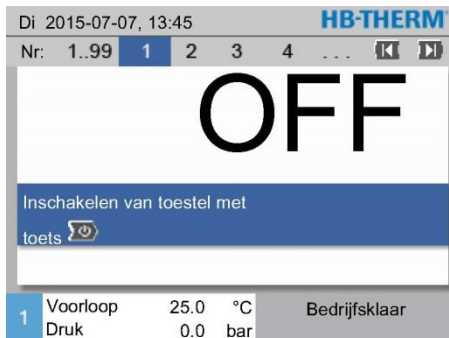 Di 2015-07-07, 13:45 HB-THERM
Nr: 1..99 1 2 3 4 ...
OFF
Inschakelen van toestel met
toets
1 Voorloop 25.0 °C Bedrijfsklaar
Druk 0.0 bar